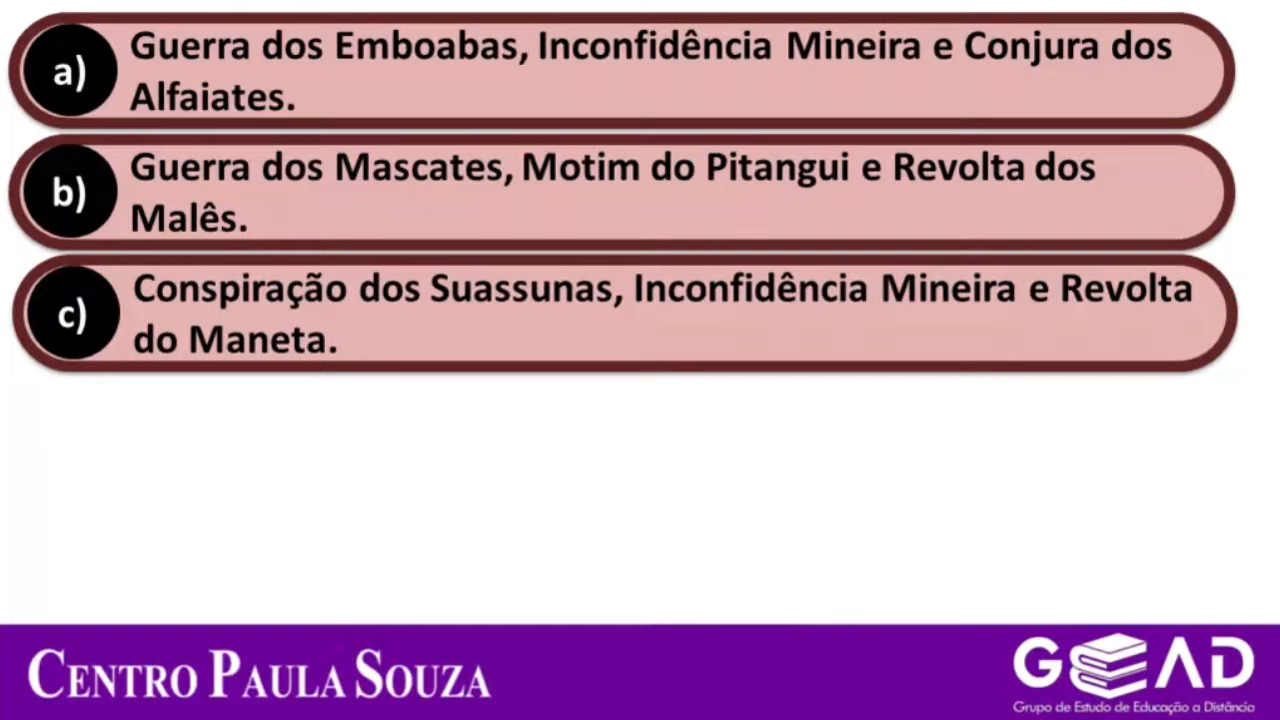 a) Guerra dos Emboabas, Inconfidência Mineira e Conjura dos
Alfaiates.
b) Guerra dos Mascates, Motim do Pitangui e Revolta dos
Malês.
c) Conspiração dos Suassunas, Inconfidência Mineira e Revolta
do Maneta.
CENTRO PAULA SOUZA
GEAD
Grupo de Estudo de Educação a Distância